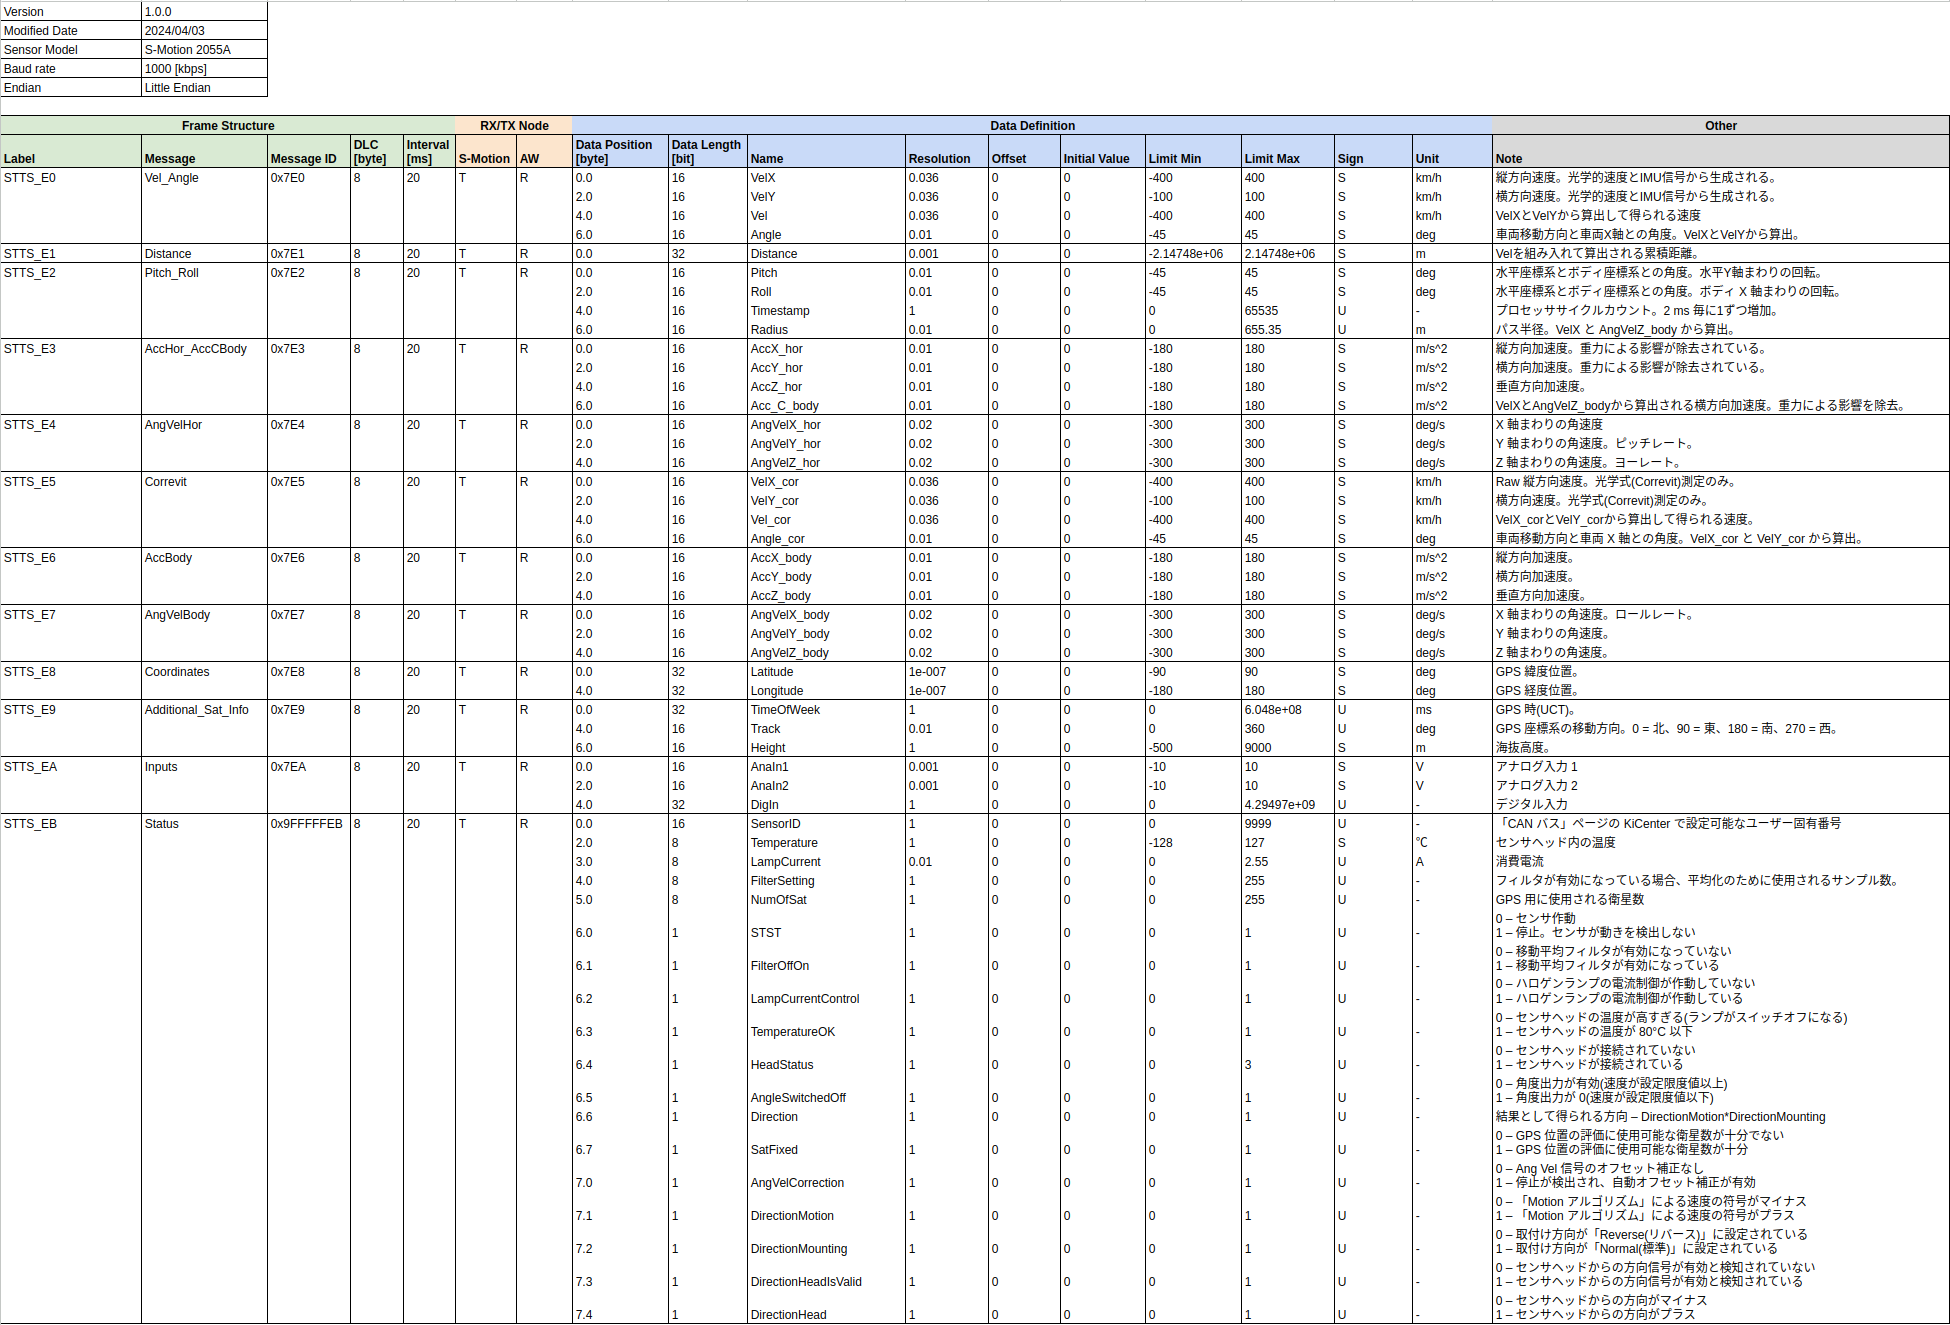 Version 1.0.0
Modified Date 2024/04/03
Sensor Model S-Motion 2055A
Baud rate 1000 [kbps]
Endian Little Endian
Frame Structure RX/TX Node Data Definition Other
Label Message Message ID DLC [byte] Interval [ms] S-Motion AW Data Position [byte] Data Length [bit] Name Resolution Offset Initial Value Limit Min Limit Max Sign Unit Note
STTS_E0 Vel_Angle 0x7E0 8 20 T R 0.0 16 VelX 0.036 0 0 -400 400 S km/h 縦方向速度。光学的速度とIMU信号から生成される。
2.0 16 VelY 0.036 0 0 -100 100 S km/h 横方向速度。光学的速度とIMU信号から生成される。
4.0 16 Vel 0.036 0 0 -400 400 S km/h VelXとVelYから算出して得られる速度
6.0 16 Angle 0.01 0 0 -45 45 S deg 車両移動方向と車両X軸との角度。VelXとVelYから算出。
STTS_E1 Distance 0x7E1 8 20 T R 0.0 32 Distance 0.001 0 0 -2.14748e+06 2.14748e+06 S m Velを組み入れて算出される累積距離。
STTS_E2 Pitch_Roll 0x7E2 8 20 T R 0.0 16 Pitch 0.01 0 0 -45 45 S deg 水平座標系とボディ座標系との角度。水平Y軸まわりの回転。
2.0 16 Roll 0.01 0 0 -45 45 S deg 水平座標系とボディ座標系との角度。ボディ X 軸まわりの回転。
4.0 16 Timestamp 1 0 0 0 65535 U - プロセッササイクルカウント。2 ms 毎に1ずつ増加。
6.0 16 Radius 0.01 0 0 0 655.35 U m パス半径。VelX と AngVelZ_body から算出。
STTS_E3 AccHor_AccCBody 0x7E3 8 20 T R 0.0 16 AccX_hor 0.01 0 0 -180 180 S m/s^2 縦方向加速度。重力による影響が除去されている。
2.0 16 AccY_hor 0.01 0 0 -180 180 S m/s^2 横方向加速度。重力による影響が除去されている。
4.0 16 AccZ_hor 0.01 0 0 -180 180 S m/s^2 垂直方向加速度。
6.0 16 Acc_C_body 0.01 0 0 -180 180 S m/s^2 VelXとAngVelZ_bodyから算出される横方向加速度。重力による影響を除去。
STTS_E4 AngVelHor 0x7E4 8 20 T R 0.0 16 AngVelX_hor 0.02 0 0 -300 300 S deg/s X 軸まわりの角速度
2.0 16 AngVelY_hor 0.02 0 0 -300 300 S deg/s Y 軸まわりの角速度。ピッチレート。
4.0 16 AngVelZ_hor 0.02 0 0 -300 300 S deg/s Z 軸まわりの角速度。ヨーレート。
STTS_E5 Correvit 0x7E5 8 20 T R 0.0 16 VelX_cor 0.036 0 0 -400 400 S km/h Raw 縦方向速度。光学式(Correvit)測定のみ。
2.0 16 VelY_cor 0.036 0 0 -100 100 S km/h 横方向速度。光学式(Correvit)測定のみ。
4.0 16 Vel_cor 0.036 0 0 -400 400 S km/h VelX_corとVelY_corから算出して得られる速度。
6.0 16 Angle_cor 0.01 0 0 -45 45 S deg 車両移動方向と車両 X 軸との角度。VelX_cor と VelY_cor から算出。
STTS_E6 AccBody 0x7E6 8 20 T R 0.0 16 AccX_body 0.01 0 0 -180 180 S m/s^2 縦方向加速度。
2.0 16 AccY_body 0.01 0 0 -180 180 S m/s^2 横方向加速度。
4.0 16 AccZ_body 0.01 0 0 -180 180 S m/s^2 垂直方向加速度。
STTS_E7 AngVelBody 0x7E7 8 20 T R 0.0 16 AngVelX_body 0.02 0 0 -300 300 S deg/s X 軸まわりの角速度。ロールレート。
2.0 16 AngVelY_body 0.02 0 0 -300 300 S deg/s Y 軸まわりの角速度。
4.0 16 AngVelZ_body 0.02 0 0 -300 300 S deg/s Z 軸まわりの角速度。
STTS_E8 Coordinates 0x7E8 8 20 T R 0.0 32 Latitude 1e-007 0 0 -90 90 S deg GPS 緯度位置。
4.0 32 Longitude 1e-007 0 0 -180 180 S deg GPS 経度位置。
STTS_E9 Additional_Sat_Info 0x7E9 8 20 T R 0.0 32 TimeOfWeek 1 0 0 0 6.048e+08 U ms GPS 時(UCT)。
4.0 16 Track 0.01 0 0 0 360 U deg GPS 座標系の移動方向。0 = 北、90 = 東、180 = 南、270 = 西。
6.0 16 Height 1 0 0 -500 9000 S m 海抜高度。
STTS_EA Inputs 0x7EA 8 20 T R 0.0 16 AnaIn1 0.001 0 0 -10 10 S V アナログ入力 1
2.0 16 AnaIn2 0.001 0 0 -10 10 S V アナログ入力 2
4.0 32 DigIn 1 0 0 0 4.29497e+09 U - デジタル入力
STTS_EB Status 0x9FFFFFEB 8 20 T R 0.0 16 SensorID 1 0 0 0 9999 U - 「CAN バス」ページの KiCenter で設定可能なユーザー固有番号
2.0 8 Temperature 1 0 0 -128 127 S ℃ センサヘッド内の温度
3.0 8 LampCurrent 0.01 0 0 0 2.55 U A 消費電流
4.0 8 FilterSetting 1 0 0 0 255 U - フィルタが有効になっている場合、平均化のために使用されるサンプル数。
5.0 8 NumOfSat 1 0 0 0 255 U - GPS 用に使用される衛星数
0 – センサ作動
6.0 1 STST 1 0 0 0 1 U - 1 – 停止。センサが動きを検出しない
0 – 移動平均フィルタが有効になっていない
6.1 1 FilterOffOn 1 0 0 0 1 U - 1 – 移動平均フィルタが有効になっている
0 – ハロゲンランプの電流制御が作動していない
6.2 1 LampCurrentControl 1 0 0 0 1 U - 1 – ハロゲンランプの電流制御が作動している
0 – センサヘッドの温度が高すぎる(ランプがスイッチオフになる)
6.3 1 TemperatureOK 1 0 0 0 1 U - 1 – センサヘッドの温度が 80°C 以下
0 – センサヘッドが接続されていない
6.4 1 HeadStatus 1 0 0 0 3 U - 1 – センサヘッドが接続されている
0 – 角度出力が有効(速度が設定限度値以上)
6.5 1 AngleSwitchedOff 1 0 0 0 1 U - 1 – 角度出力が 0(速度が設定限度値以下)
6.6 1 Direction 1 0 0 0 1 U - 結果として得られる方向 – DirectionMotion*DirectionMounting
0 – GPS 位置の評価に使用可能な衛星数が十分でない
6.7 1 SatFixed 1 0 0 0 1 U - 1 – GPS 位置の評価に使用可能な衛星数が十分
0 – Ang Vel 信号のオフセット補正なし
7.0 1 AngVelCorrection 1 0 0 0 1 U - 1 – 停止が検出され、自動オフセット補正が有効
0 – 「Motion アルゴリズム」による速度の符号がマイナス
7.1 1 DirectionMotion 1 0 0 0 1 U - 1 – 「Motion アルゴリズム」による速度の符号がプラス
0 – 取付け方向が「Reverse(リバース)」に設定されている
7.2 1 DirectionMounting 1 0 0 0 1 U - 1 – 取付け方向が「Normal(標準)」に設定されている
0 – センサヘッドからの方向信号が有効と検知されていない
7.3 1 DirectionHeadIsValid 1 0 0 0 1 U - 1 – センサヘッドからの方向信号が有効と検知されている
0 – センサヘッドからの方向がマイナス
7.4 1 DirectionHead 1 0 0 0 1 U - 1 – センサヘッドからの方向がプラス